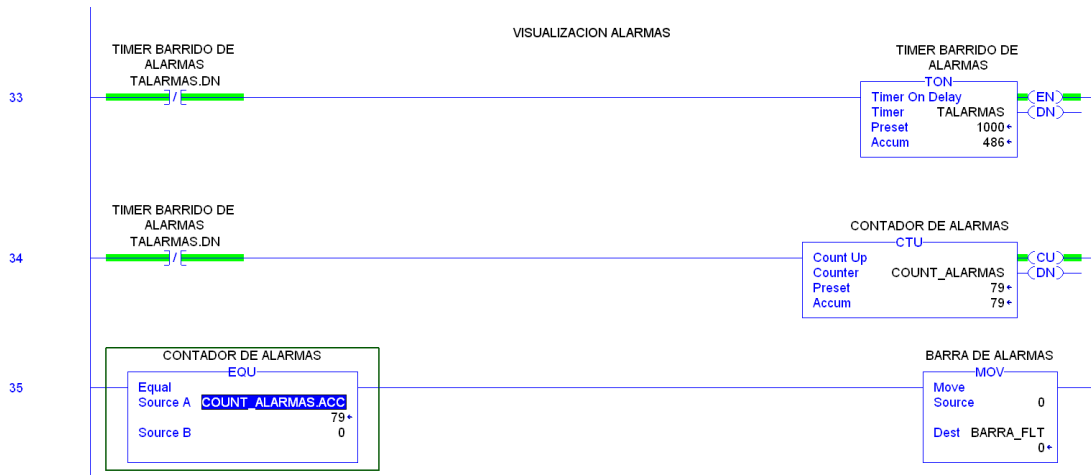 VISUALIZACION ALARMAS
TIMER BARRIDO DE
ALARMAS
TALARMAS.DN
TIMER BARRIDO DE
ALARMAS
TON
33
/
Timer On Delay
EN
Timer TALARMAS
DN
Preset 1000
Accum 486
TIMER BARRIDO DE
ALARMAS
TALARMAS.DN
CONTADOR DE ALARMAS
CTU
34
/
Count Up
CU
Counter COUNT_ALARMAS
DN
Preset 79
Accum 79
CONTADOR DE ALARMAS
EQU
BARRA DE ALARMAS
MOV
35
Equal
Source A COUNT_ALARMAS.ACC
79
Source B 0
Move
Source 0
Dest BARRA_FLT
0